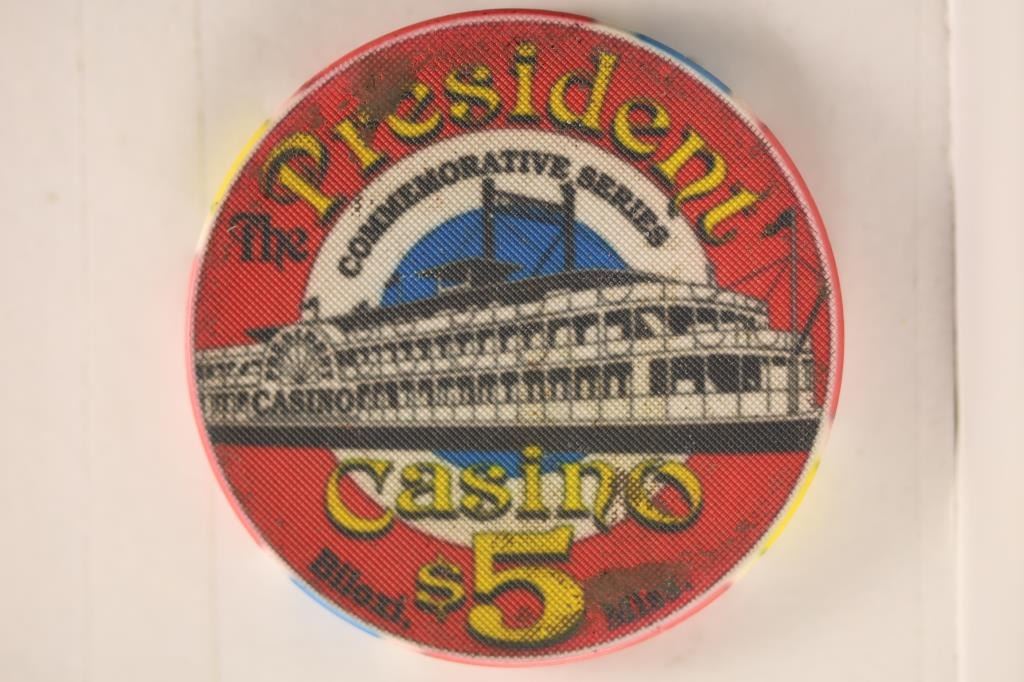 The President
COMMEMORATIVE SERIES
CASINO
Casino
$5
Biloxi, Miss.